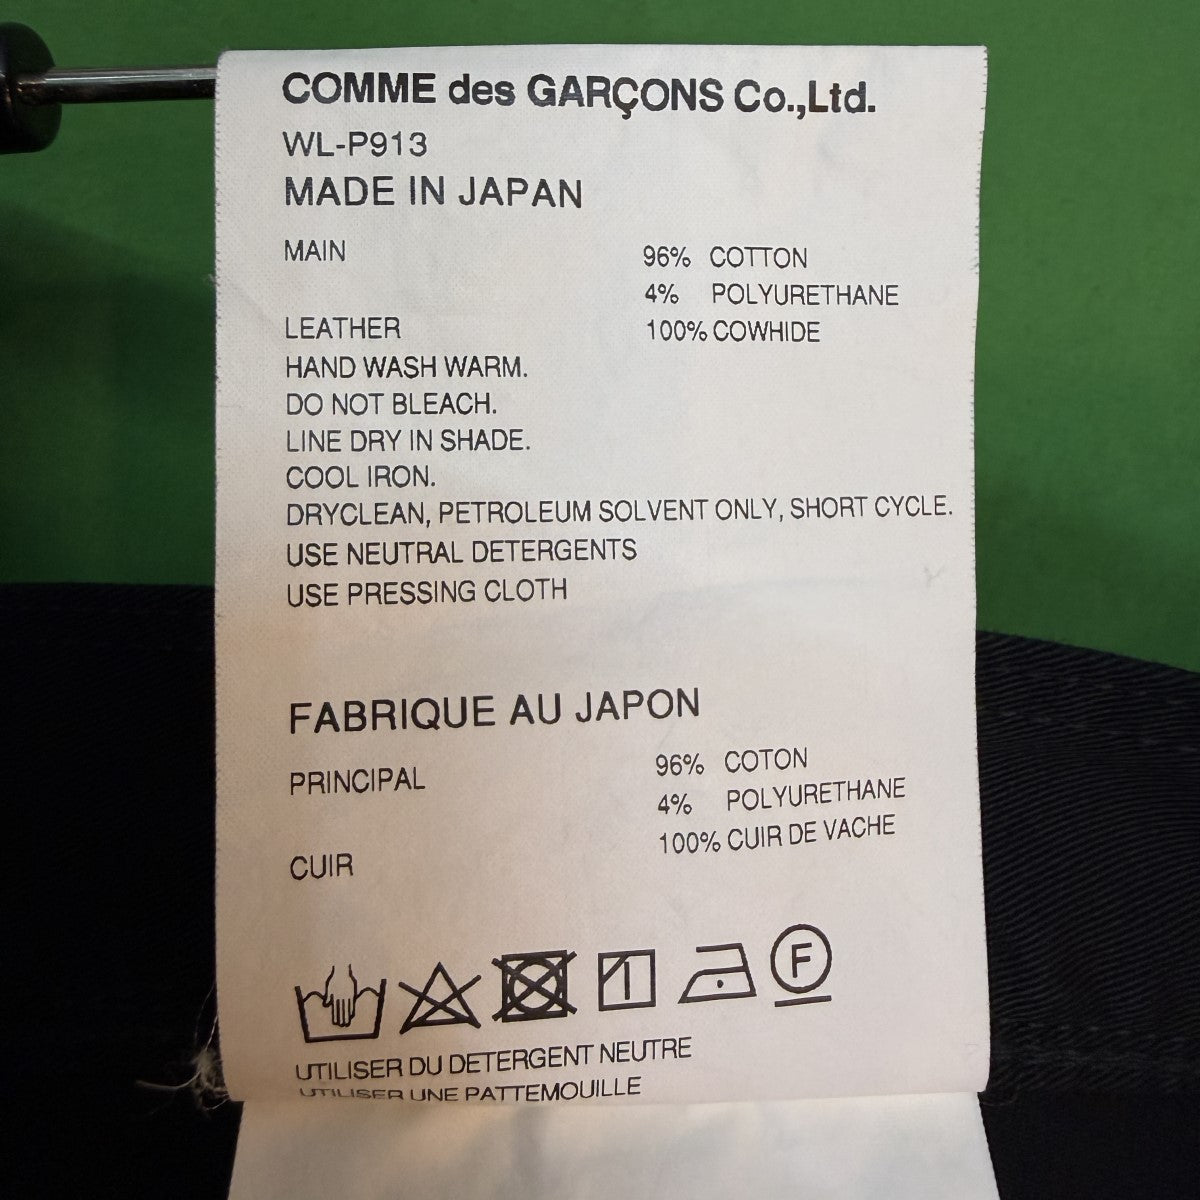 COMME des GARÇONS Co.,Ltd.
WL-P913
MADE IN JAPAN
MAIN 96% COTTON
4% POLYURETHANE
LEATHER 100% COWHIDE
HAND WASH WARM.
DO NOT BLEACH.
LINE DRY IN SHADE.
COOL IRON.
DRYCLEAN, PETROLEUM SOLVENT ONLY, SHORT CYCLE.
USE NEUTRAL DETERGENTS
USE PRESSING CLOTH
FABRIQUE AU JAPON
PRINCIPAL 96% COTON
4% POLYURETHANE
CUIR 100% CUIR DE VACHE
F
UTILISER DU DETERGENT NEUTRE
UTILISER UNE PATTEMOUILLE